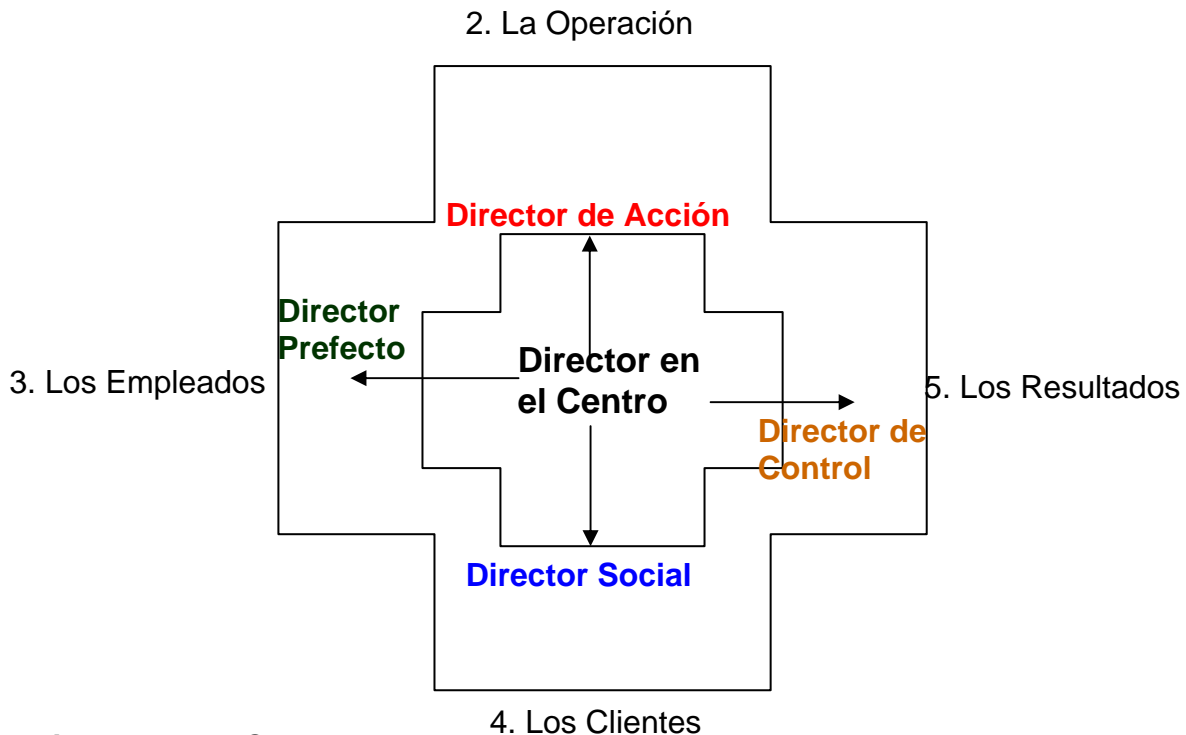 2. La Operación
Director de Acción
Director
Prefecto
3. Los Empleados
Director en
el Centro
5. Los Resultados
Director de
Control
Director Social
4. Los Clientes